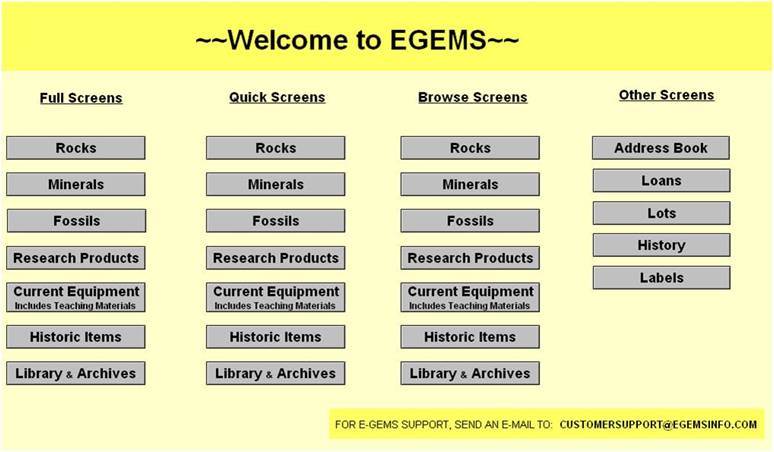 ~~Welcome to EGEMS~~
Full Screens
Rocks
Minerals
Fossils
Research Products
Current Equipment
Includes Teaching Materials
Historic Items
Library & Archives
Quick Screens
Rocks
Minerals
Fossils
Research Products
Current Equipment
Includes Teaching Materials
Historic Items
Library & Archives
Browse Screens
Rocks
Minerals
Fossils
Research Products
Current Equipment
Includes Teaching Materials
Historic Items
Library & Archives
Other Screens
Address Book
Loans
Lots
History
Labels
FOR E-GEMS SUPPORT, SEND AN E-MAIL TO: CUSTOMERSUPPORT@EGEMSINFO.COM